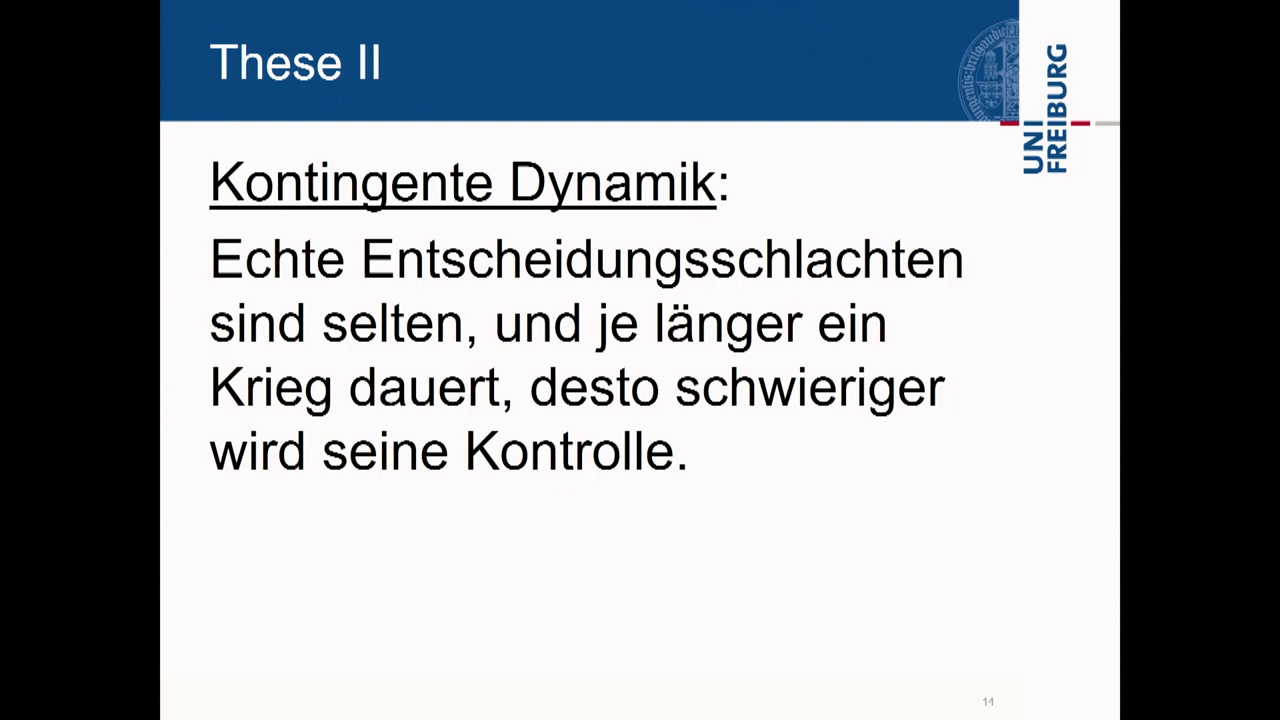 These II
UNI
FREIBURG
Kontingente Dynamik:
Echte Entscheidungsschlachten
sind selten, und je länger ein
Krieg dauert, desto schwieriger
wird seine Kontrolle.
14